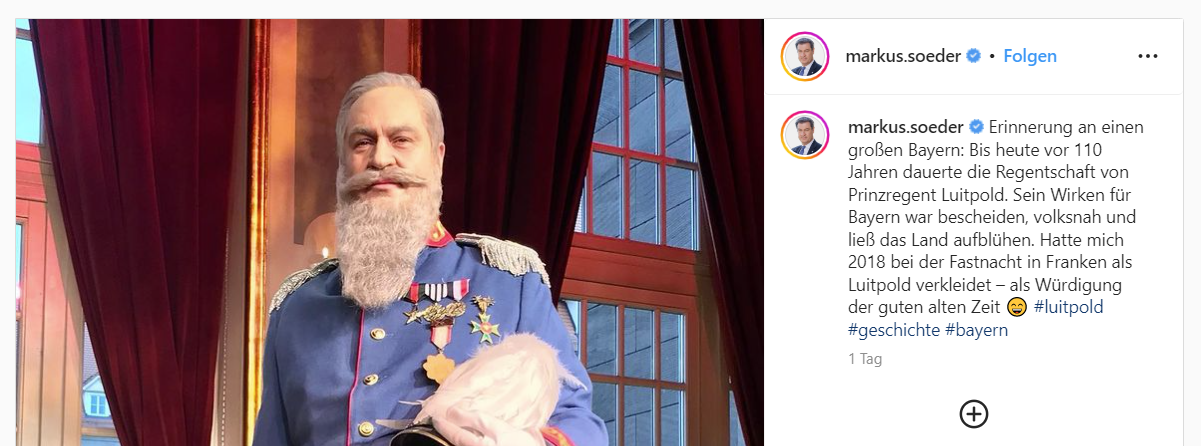 markus.soeder • Folgen
markus.soeder Erinnerung an einen
großen Bayern: Bis heute vor 110
Jahren dauerte die Regentschaft von
Prinzregent Luitpold. Sein Wirken für
Bayern war bescheiden, volksnah und
ließ das Land aufblühen. Hatte mich
2018 bei der Fastnacht in Franken als
Luitpold verkleidet – als Würdigung
der guten alten Zeit 😄 #luitpold
#geschichte #bayern
1 Tag